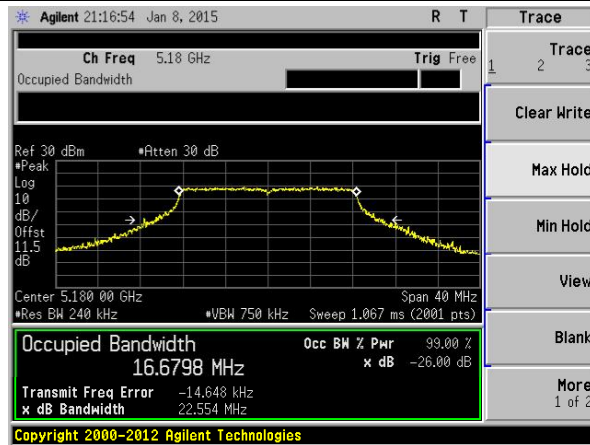 Agilent 21:16:54 Jan 8, 2015 R T
Trace
Ch Freq 5.18 GHz Trig Free
Occupied Bandwidth
Trace
1 2 3
Clear Write
Max Hold
Min Hold
View
Blank
More
1 of 2
Ref 30 dBm *Atten 30 dB
*Peak
Log
10
dB/
Offst
11.5
dB
Center 5.180 00 GHz Span 40 MHz
*Res BW 240 kHz *VBW 750 kHz Sweep 1.067 ms (2001 pts)
Occupied Bandwidth Occ BW % Pwr 99.00 %
16.6798 MHz x dB -26.00 dB
Transmit Freq Error -14.648 kHz
x dB Bandwidth 22.554 MHz
Copyright 2000-2012 Agilent Technologies